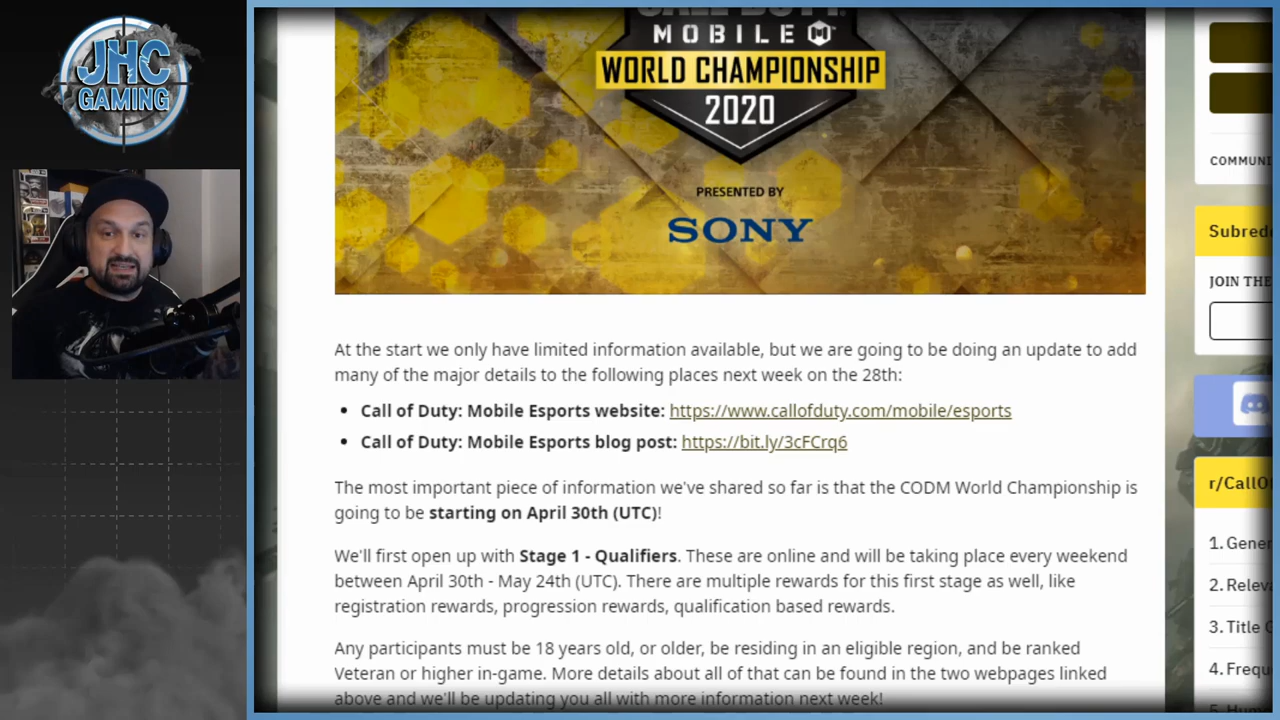 JHC
GAMING
CALL OF DUTY.
MOBILE
WORLD CHAMPIONSHIP
2020
PRESENTED BY
SONY
At the start we only have limited information available, but we are going to be doing an update to add
many of the major details to the following places next week on the 28th:
• Call of Duty: Mobile Esports website: https://www.callofduty.com/mobile/esports
• Call of Duty: Mobile Esports blog post: https://bit.ly/3cFCrq6
The most important piece of information we've shared so far is that the CODM World Championship is
going to be starting on April 30th (UTC)!
We'll first open up with Stage 1 - Qualifiers. These are online and will be taking place every weekend
between April 30th - May 24th (UTC). There are multiple rewards for this first stage as well, like
registration rewards, progression rewards, qualification based rewards.
Any participants must be 18 years old, or older, be residing in an eligible region, and be ranked
Veteran or higher in-game. More details about all of that can be found in the two webpages linked
above and we'll be updating you all with more information next week!
COMMUNI
Subred
JOIN THE
r/CallO
1. Gener
2. Releva
3. Title G
4. Frequ